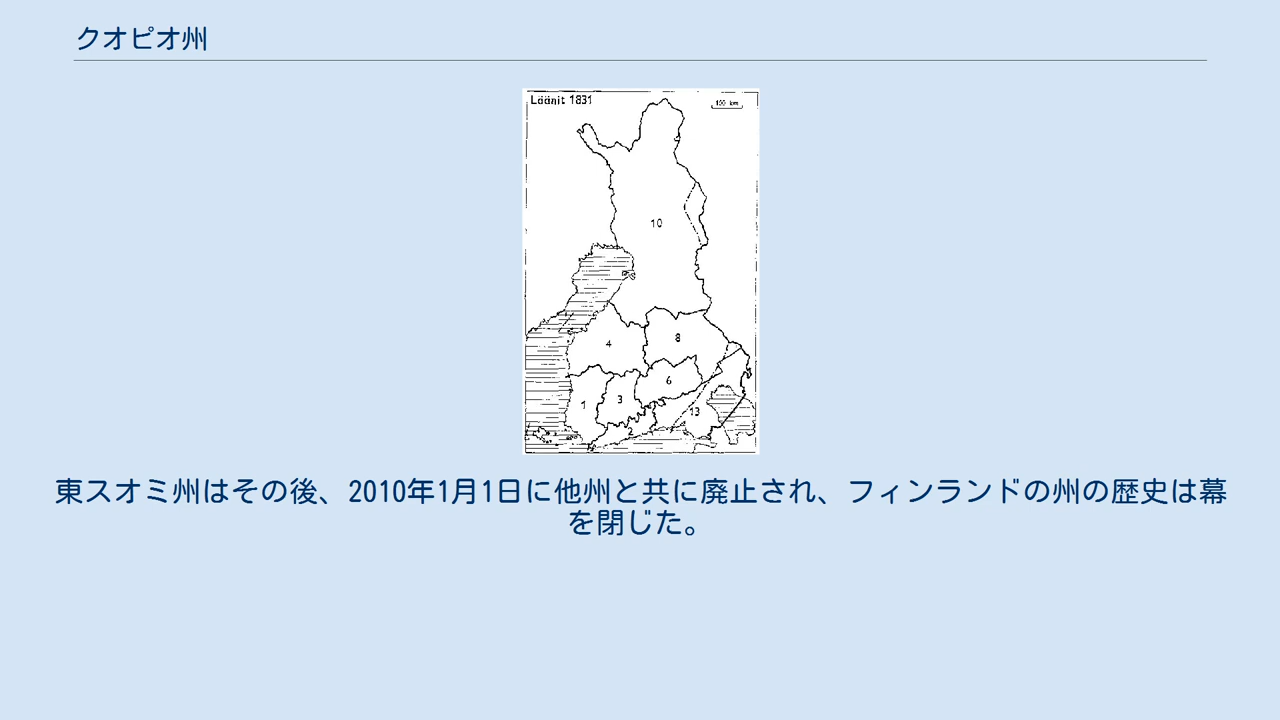 クオピオ州
Läänit 1831
100 km
10
4
8
6
1
3
13
2
東スオミ州はその後、2010年1月1日に他州と共に廃止され、フィンランドの州の歴史は幕
を閉じた。